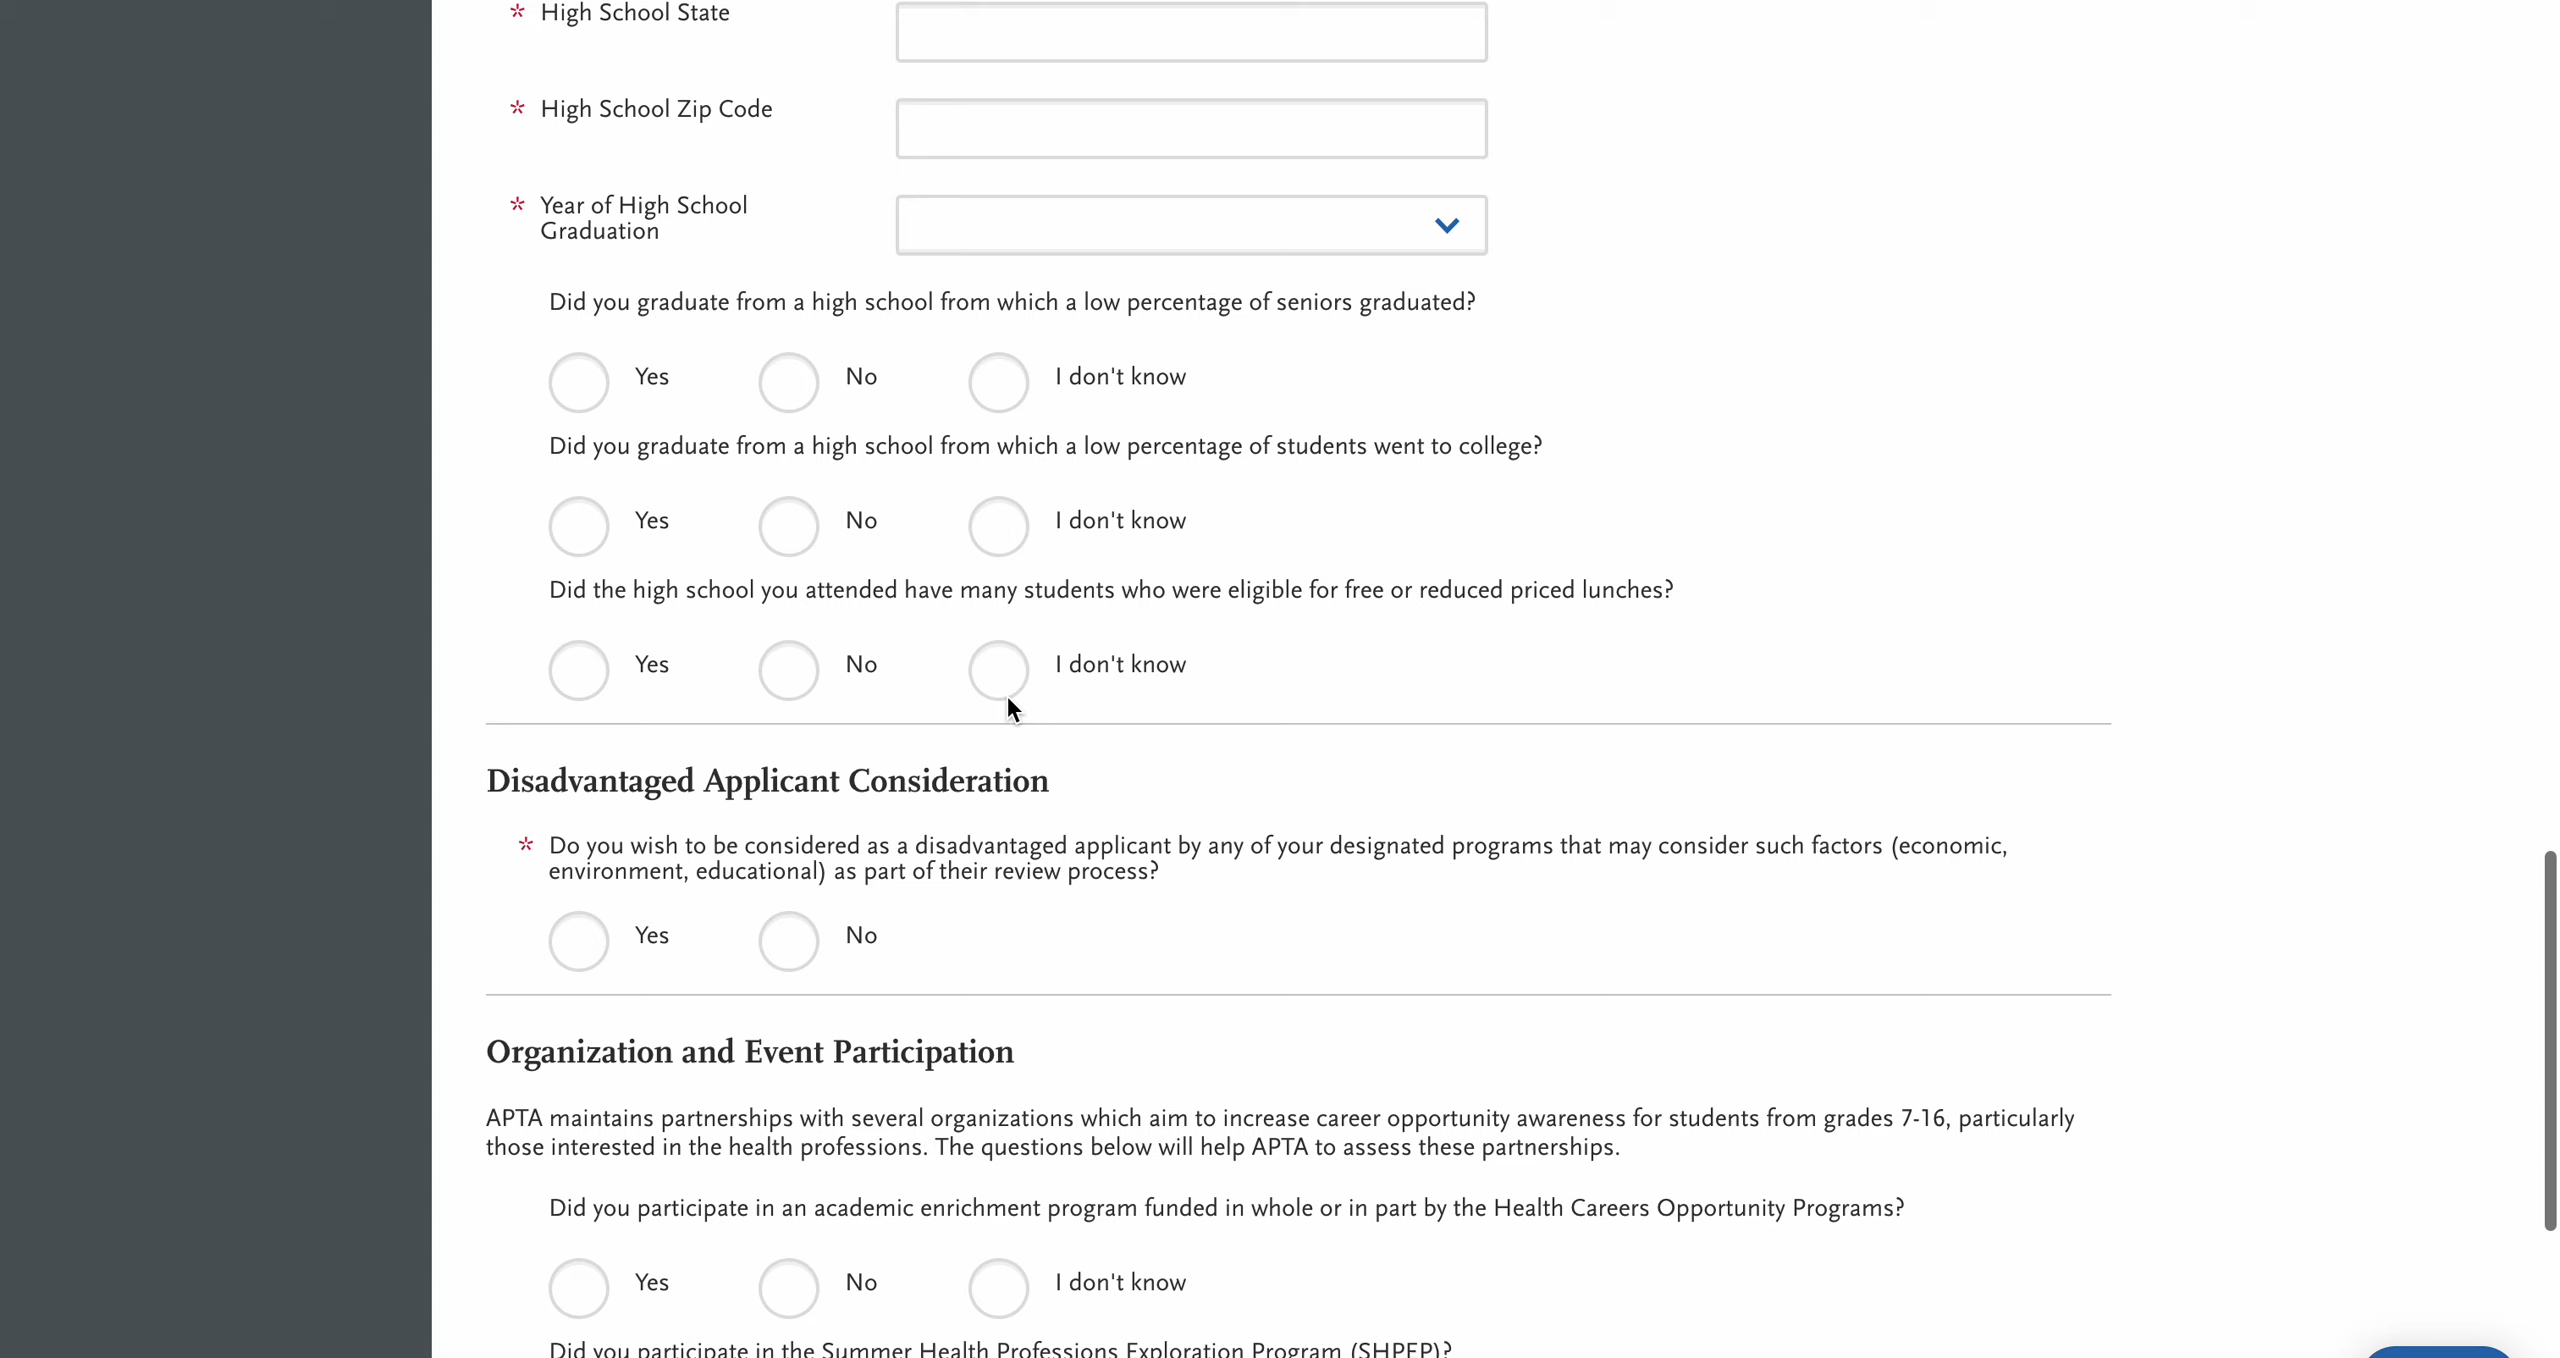 * High School State
* High School Zip Code
* Year of High School
Graduation
Did you graduate from a high school from which a low percentage of seniors graduated?
Yes No I don't know
Did you graduate from a high school from which a low percentage of students went to college?
Yes No I don't know
Did the high school you attended have many students who were eligible for free or reduced priced lunches?
Yes No I don't know
Disadvantaged Applicant Consideration
* Do you wish to be considered as a disadvantaged applicant by any of your designated programs that may consider such factors (economic,
environment, educational) as part of their review process?
Yes No
Organization and Event Participation
APTA maintains partnerships with several organizations which aim to increase career opportunity awareness for students from grades 7-16, particularly
those interested in the health professions. The questions below will help APTA to assess these partnerships.
Did you participate in an academic enrichment program funded in whole or in part by the Health Careers Opportunity Programs?
Yes No I don't know
Did you participate in the Summer Health Professions Exploration Program (SHPEP)?